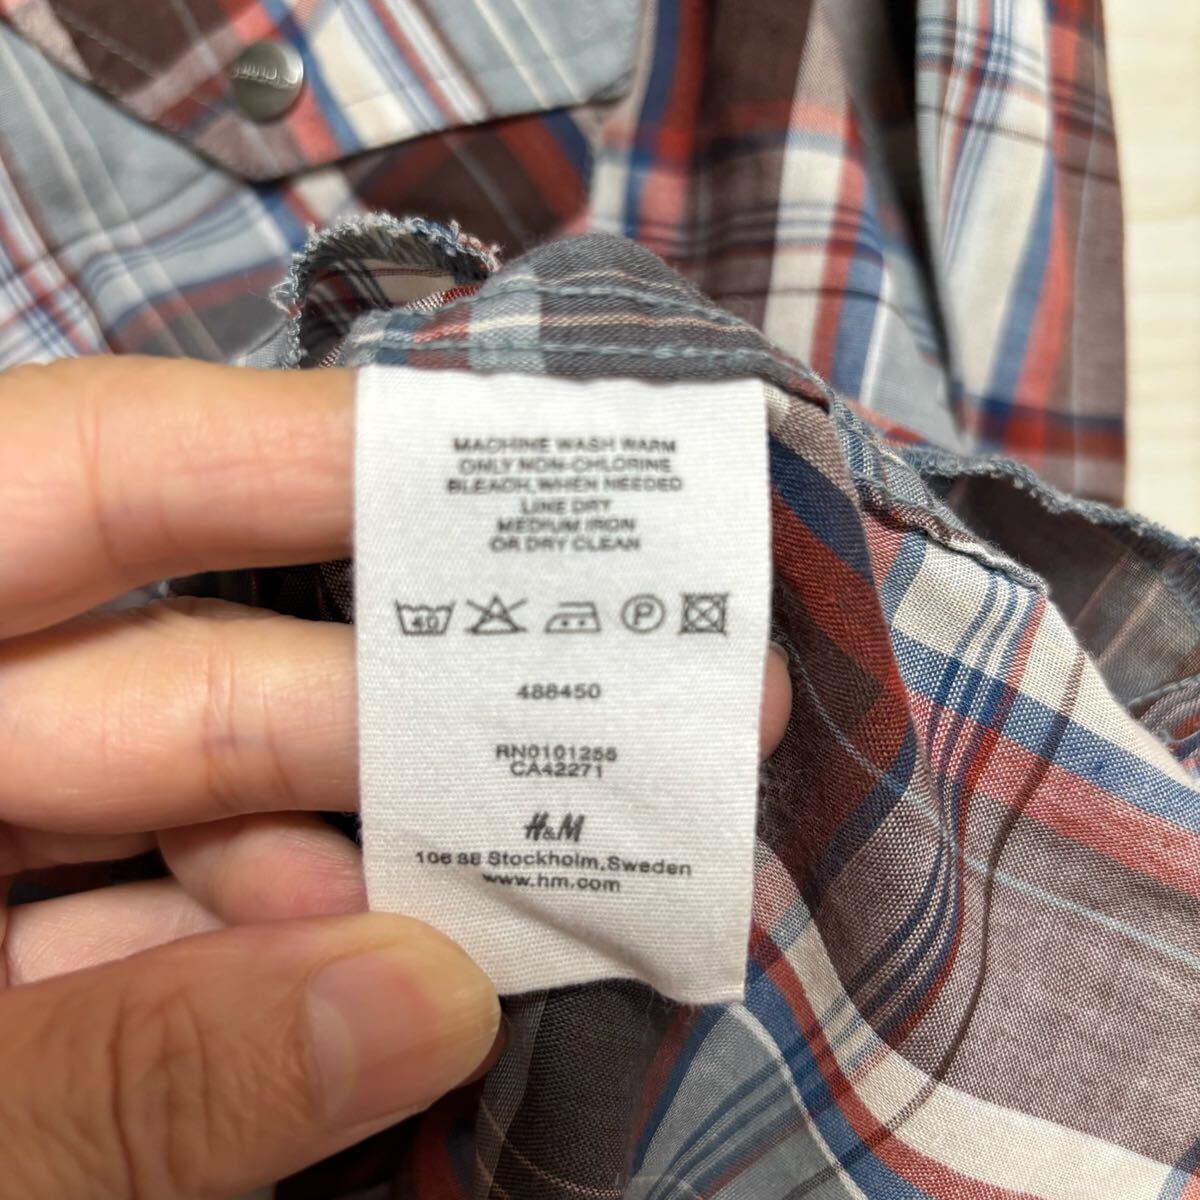 MACHINE WASH WARM
ONLY NON-CHLORINE
BLEACH, WHEN NEEDED
LINE DRY
MEDIUM IRON
OR DRY CLEAN
40 P
488450
RN0101255
CA42271
H&M
106 38 Stockholm, Sweden
www.hm.com